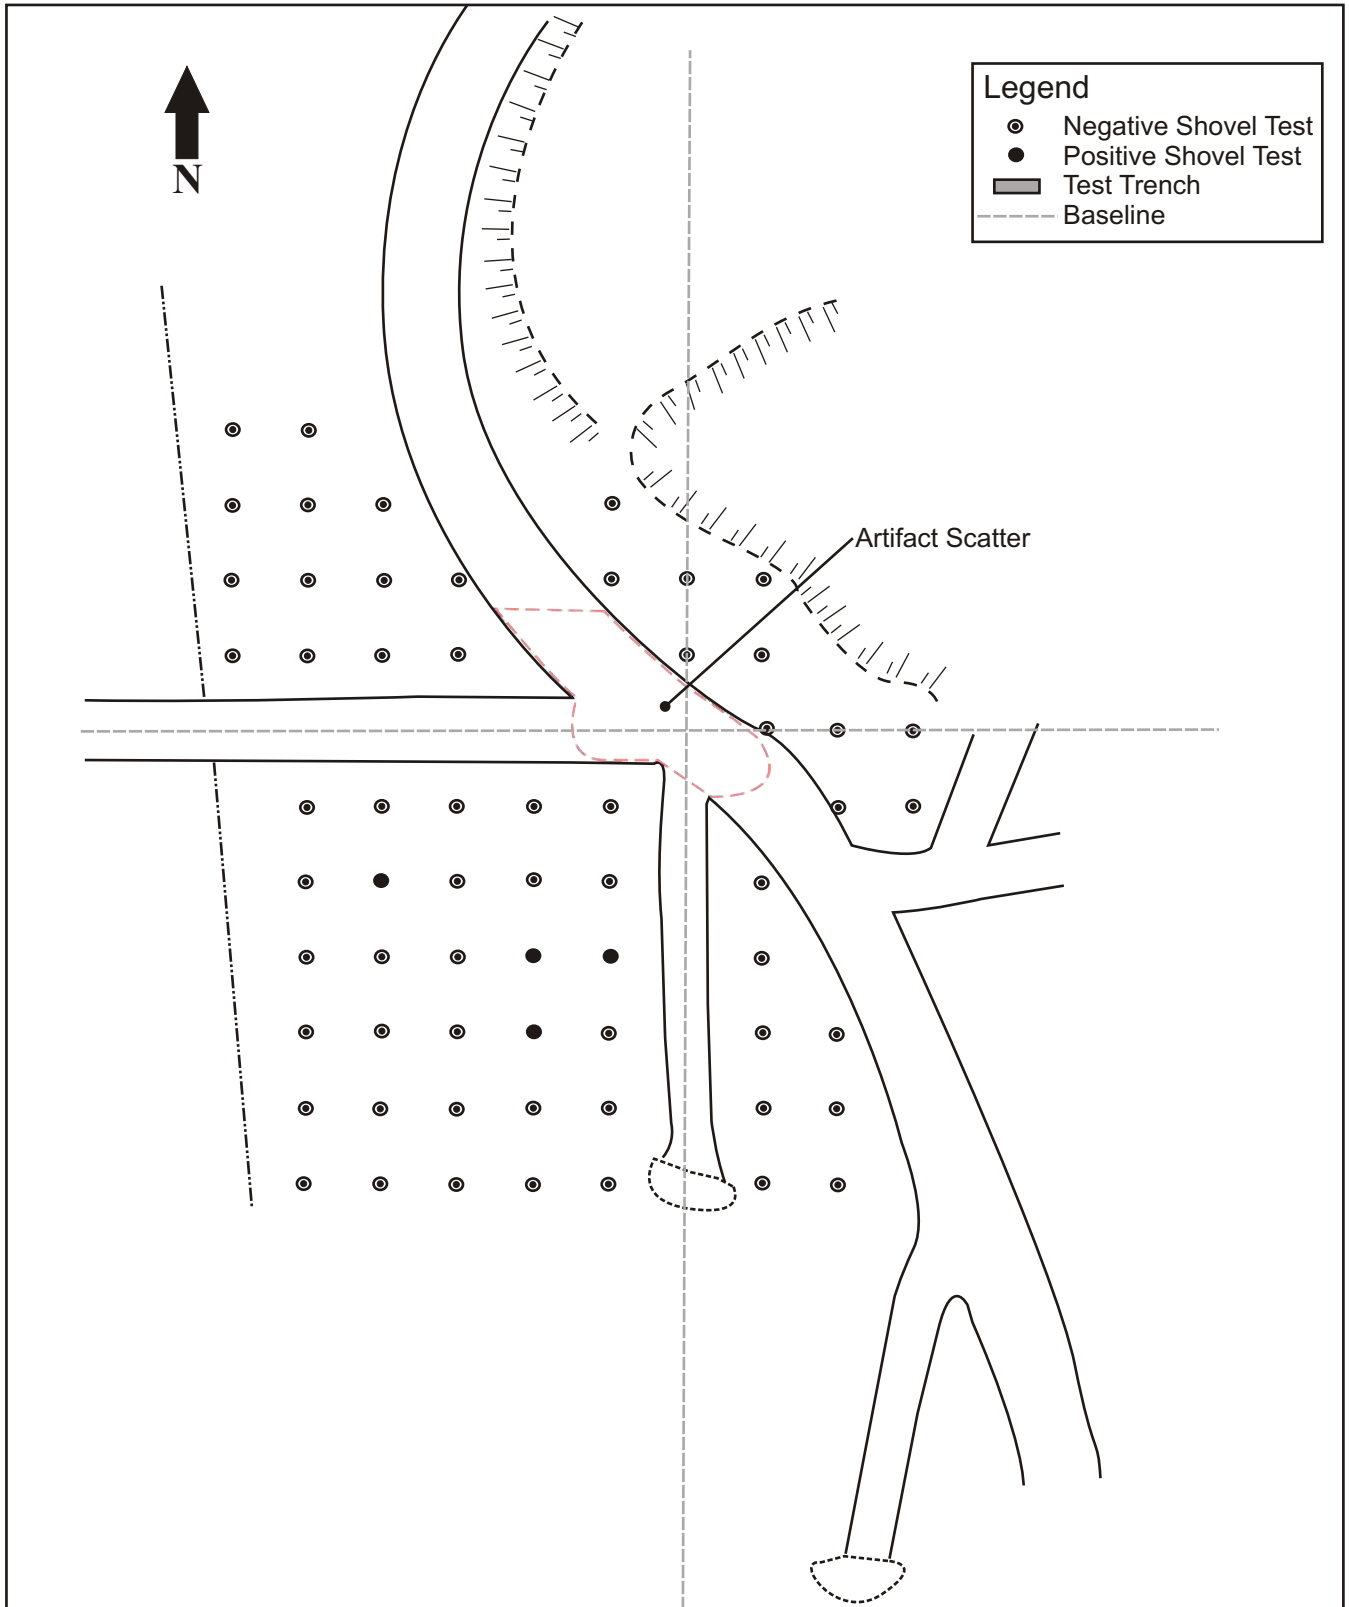 N
Legend
Negative Shovel Test
Positive Shovel Test
Test Trench
Baseline
Artifact Scatter